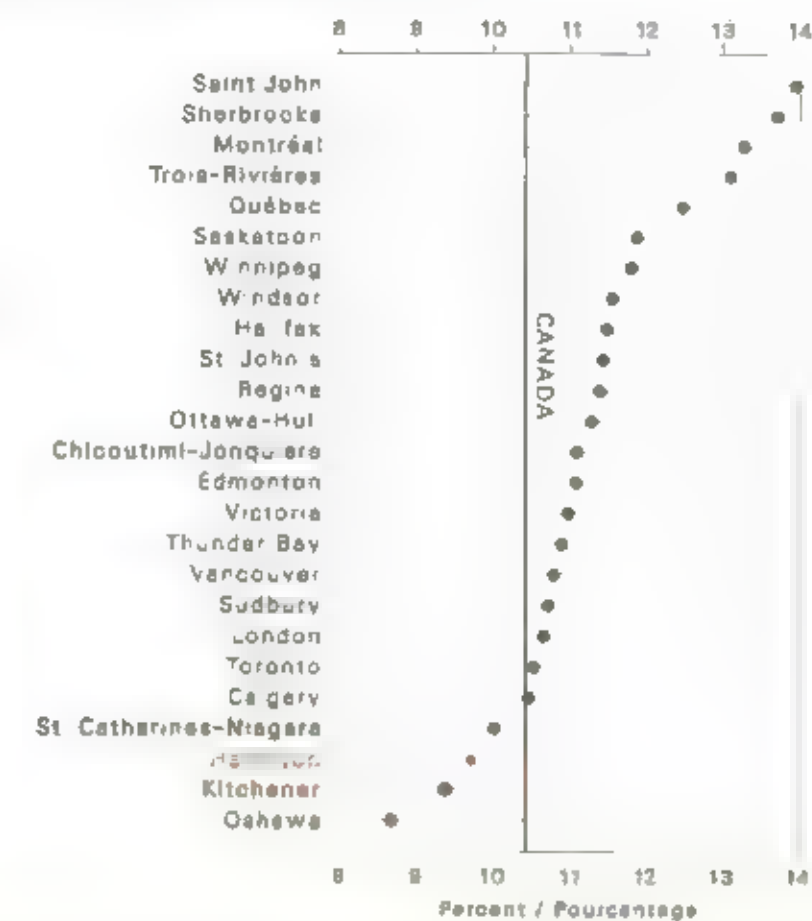 8 9 10 11 12 13 14
Saint John
Sherbrooke
Montréal
Trois-Rivières
Québec
Saskatoon
Winnipeg
Windsor
Halifax
St. John's
CANADA
Regina
Ottawa-Hull
Chicoutimi-Jonquière
Edmonton
Victoria
Thunder Bay
Vancouver
Sudbury
London
Toronto
Calgary
St. Catharines-Niagara
Kitchener
Oshawa
8 9 10 11 12 13 14
Percent / Pourcentage